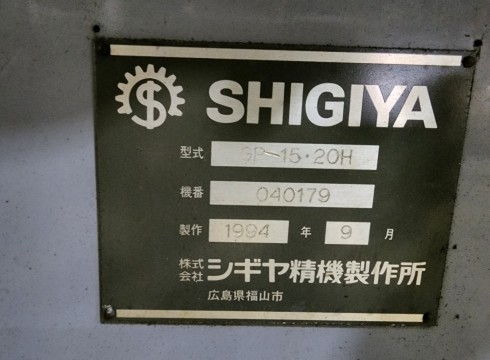 SHIGIYA
型式 GP-15・20H
機番 040179
製作 1994 年 9 月
株式会社 シギヤ精機製作所
広島県福山市